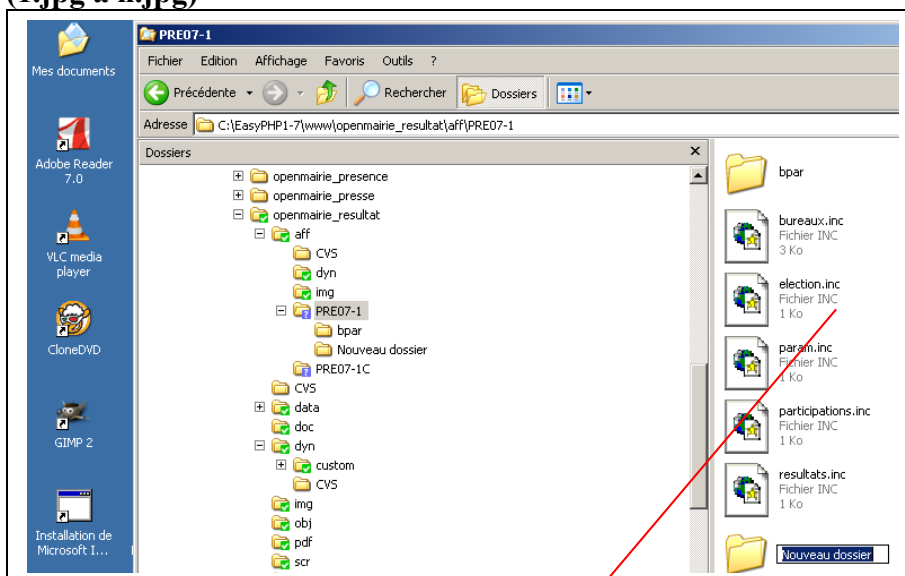 (1.jpg à n.jpg)
PRE07-1
Fichier Edition Affichage Favoris Outils ?
Précédente Rechercher Dossiers
Adresse C:\EasyPHP1-7\www\openmairie_resultat\aff\PRE07-1
Mes documents
Adobe Reader
7.0
VLC media
player
CloneDVD
GIMP 2
Installation de
Microsoft I...
Dossiers x
openmairie_presence
openmairie_presse
openmairie_resultat
aff
CVS
dyn
img
PRE07-1
bpar
Nouveau dossier
PRE07-1C
CVS
data
doc
dyn
custom
CVS
img
obj
pdf
scr
bpar
bureaux.inc
Fichier INC
3 Ko
election.inc
Fichier INC
1 Ko
param.inc
Fichier INC
1 Ko
participations.inc
Fichier INC
1 Ko
resultats.inc
Fichier INC
1 Ko
Nouveau dossier